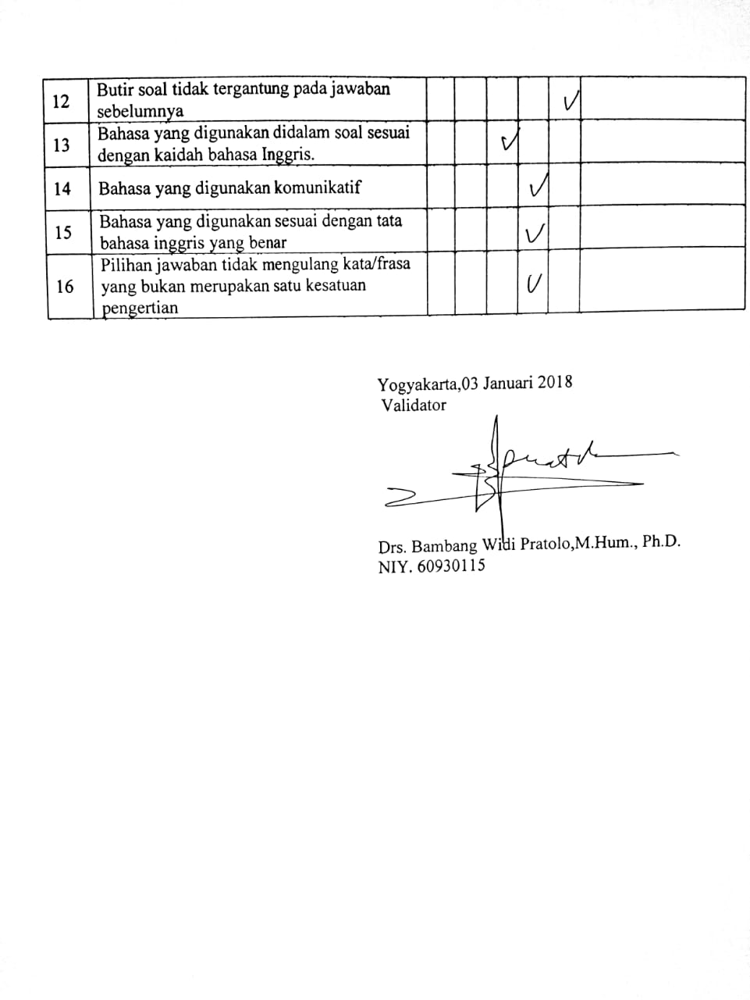 12
Butir soal tidak tergantung pada jawaban
sebelumnya
✓
13
Bahasa yang digunakan didalam soal sesuai
dengan kaidah bahasa Inggris.
✓
14
Bahasa yang digunakan komunikatif
✓
15
Bahasa yang digunakan sesuai dengan tata
bahasa inggris yang benar
✓
16
Pilihan jawaban tidak mengulang kata/frasa
yang bukan merupakan satu kesatuan
pengertian
✓
Yogyakarta,03 Januari 2018
Validator
Drs. Bambang Widi Pratolo,M.Hum., Ph.D.
NIY. 60930115